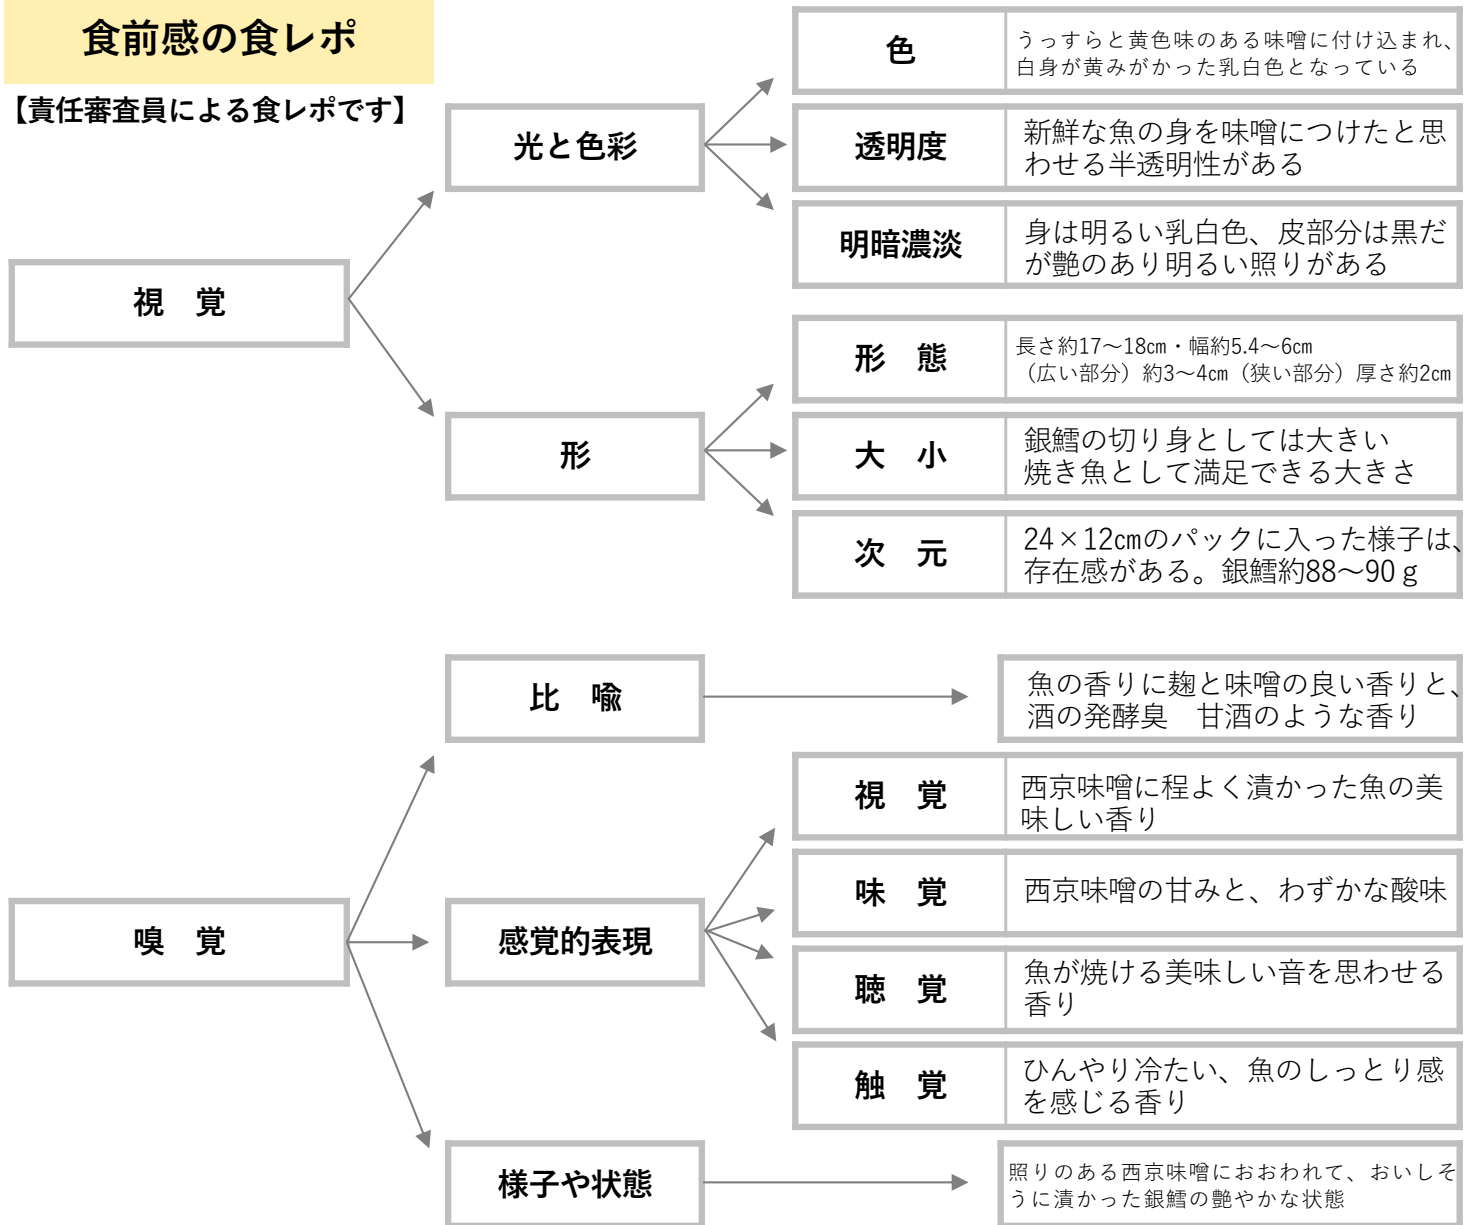 食前感の食レポ
【責任審査員による食レポです】
視　覚
光と色彩
色
うっすらと黄色味のある味噌に付け込まれ、
白身が黄みがかった乳白色となっている
透明度
新鮮な魚の身を味噌につけたと思
わせる半透明性がある
明暗濃淡
身は明るい乳白色、皮部分は黒だ
が艶のあり明るい照りがある
形
形　態
長さ約17～18㎝・幅約5.4～6㎝
（広い部分）約3～4㎝（狭い部分）厚さ約2㎝
大　小
銀鱈の切り身としては大きい
焼き魚として満足できる大きさ
次　元
24×12㎝のパックに入った様子は、
存在感がある。銀鱈約88～90ｇ
嗅　覚
比　喩
魚の香りに麹と味噌の良い香りと、
酒の発酵臭　甘酒のような香り
感覚的表現
視　覚
西京味噌に程よく漬かった魚の美
味しい香り
味　覚
西京味噌の甘みと、わずかな酸味
聴　覚
魚が焼ける美味しい音を思わせる
香り
触　覚
ひんやり冷たい、魚のしっとり感
を感じる香り
様子や状態
照りのある西京味噌におおわれて、おいしそ
うに漬かった銀鱈の艶やかな状態